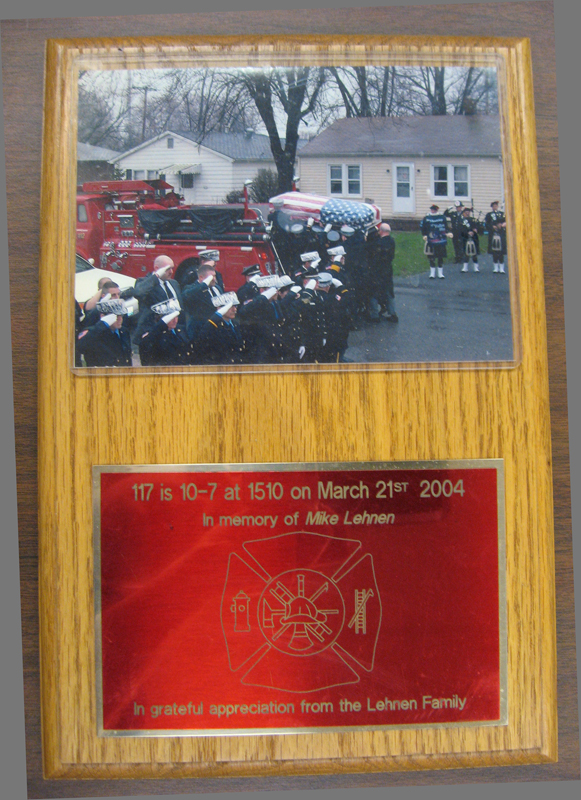 117 is 10-7 at 1510 on March 21ST 2004
In memory of Mike Lehnen
In grateful appreciation from the Lehnen Family